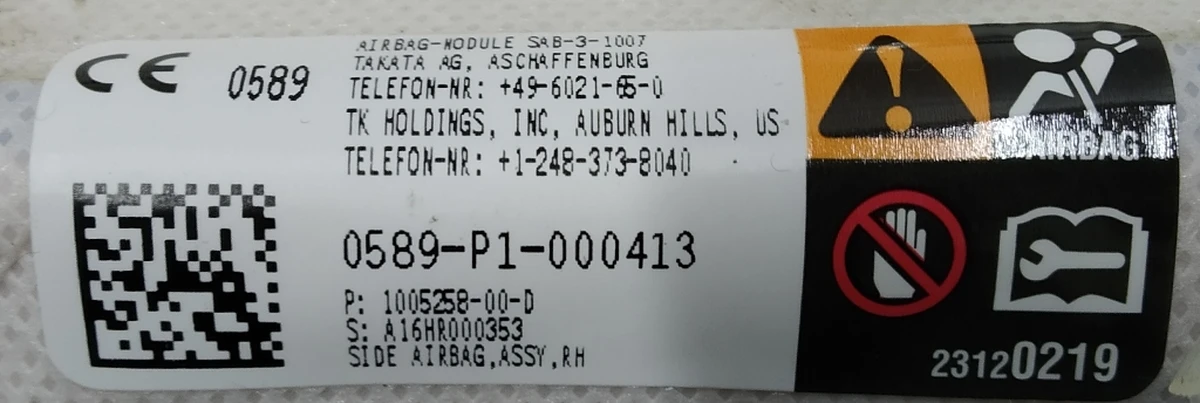 CE 0589
AIRBAG-MODULE SAB-3-1007
TAKATA AG, ASCHAFFENBURG
TELEFON-NR: +49-6021-65-0
TK HOLDINGS, INC, AUBURN HILLS, US
TELEFON-NR: +1-248-373-8040
0589-P1-000413
P: 1005258-00-D
S: A16HR000353
SIDE AIRBAG,ASSY,RH
AIRBAG
23120219